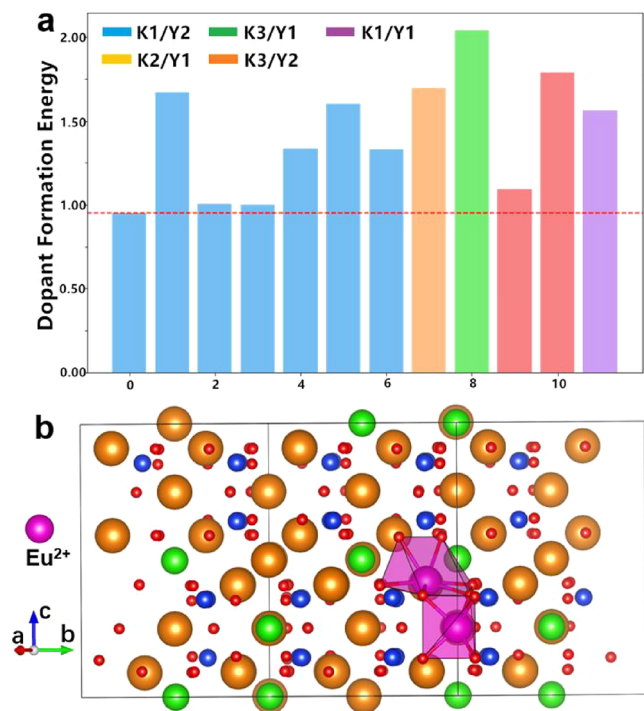 a
K1/Y2 K3/Y1 K1/Y1
K2/Y1 K3/Y2
Dopant Formation Energy
2.00
1.50
1.00
0.50
0.00
0 2 4 6 8 10
b
Eu²⁺
c
a b